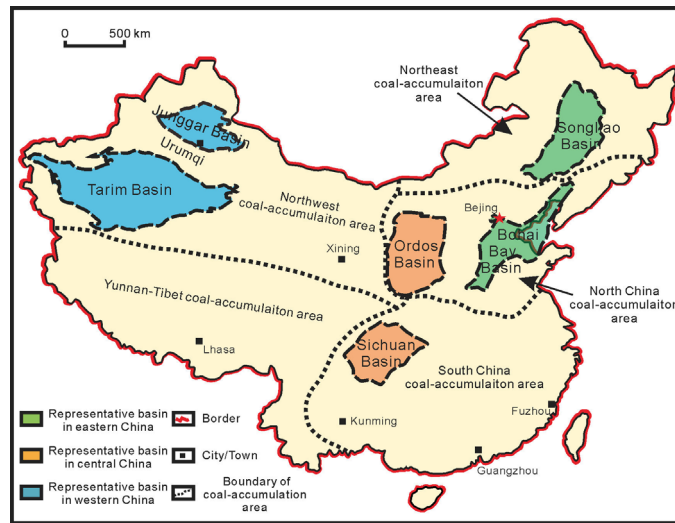 0 500 km
Northeast
coal-accumulaiton
area
Junggar Basin
Urumqi
Songliao
Basin
Tarim Basin
Northwest
coal-accumulaiton area
Bejing
Bohai
Bay
Basin
Ordos
Basin
Xining
North China
coal-accumulaiton
area
Yunnan-Tibet coal-accumulaiton area
Lhasa
Sichuan
Basin
South China
coal-accumulaiton area
Kunming
Fuzhou
Guangzhou
Representative basin
in eastern China
Border
Representative basin
in central China
City/Town
Representative basin
in western China
Boundary of
coal-accumulation
area